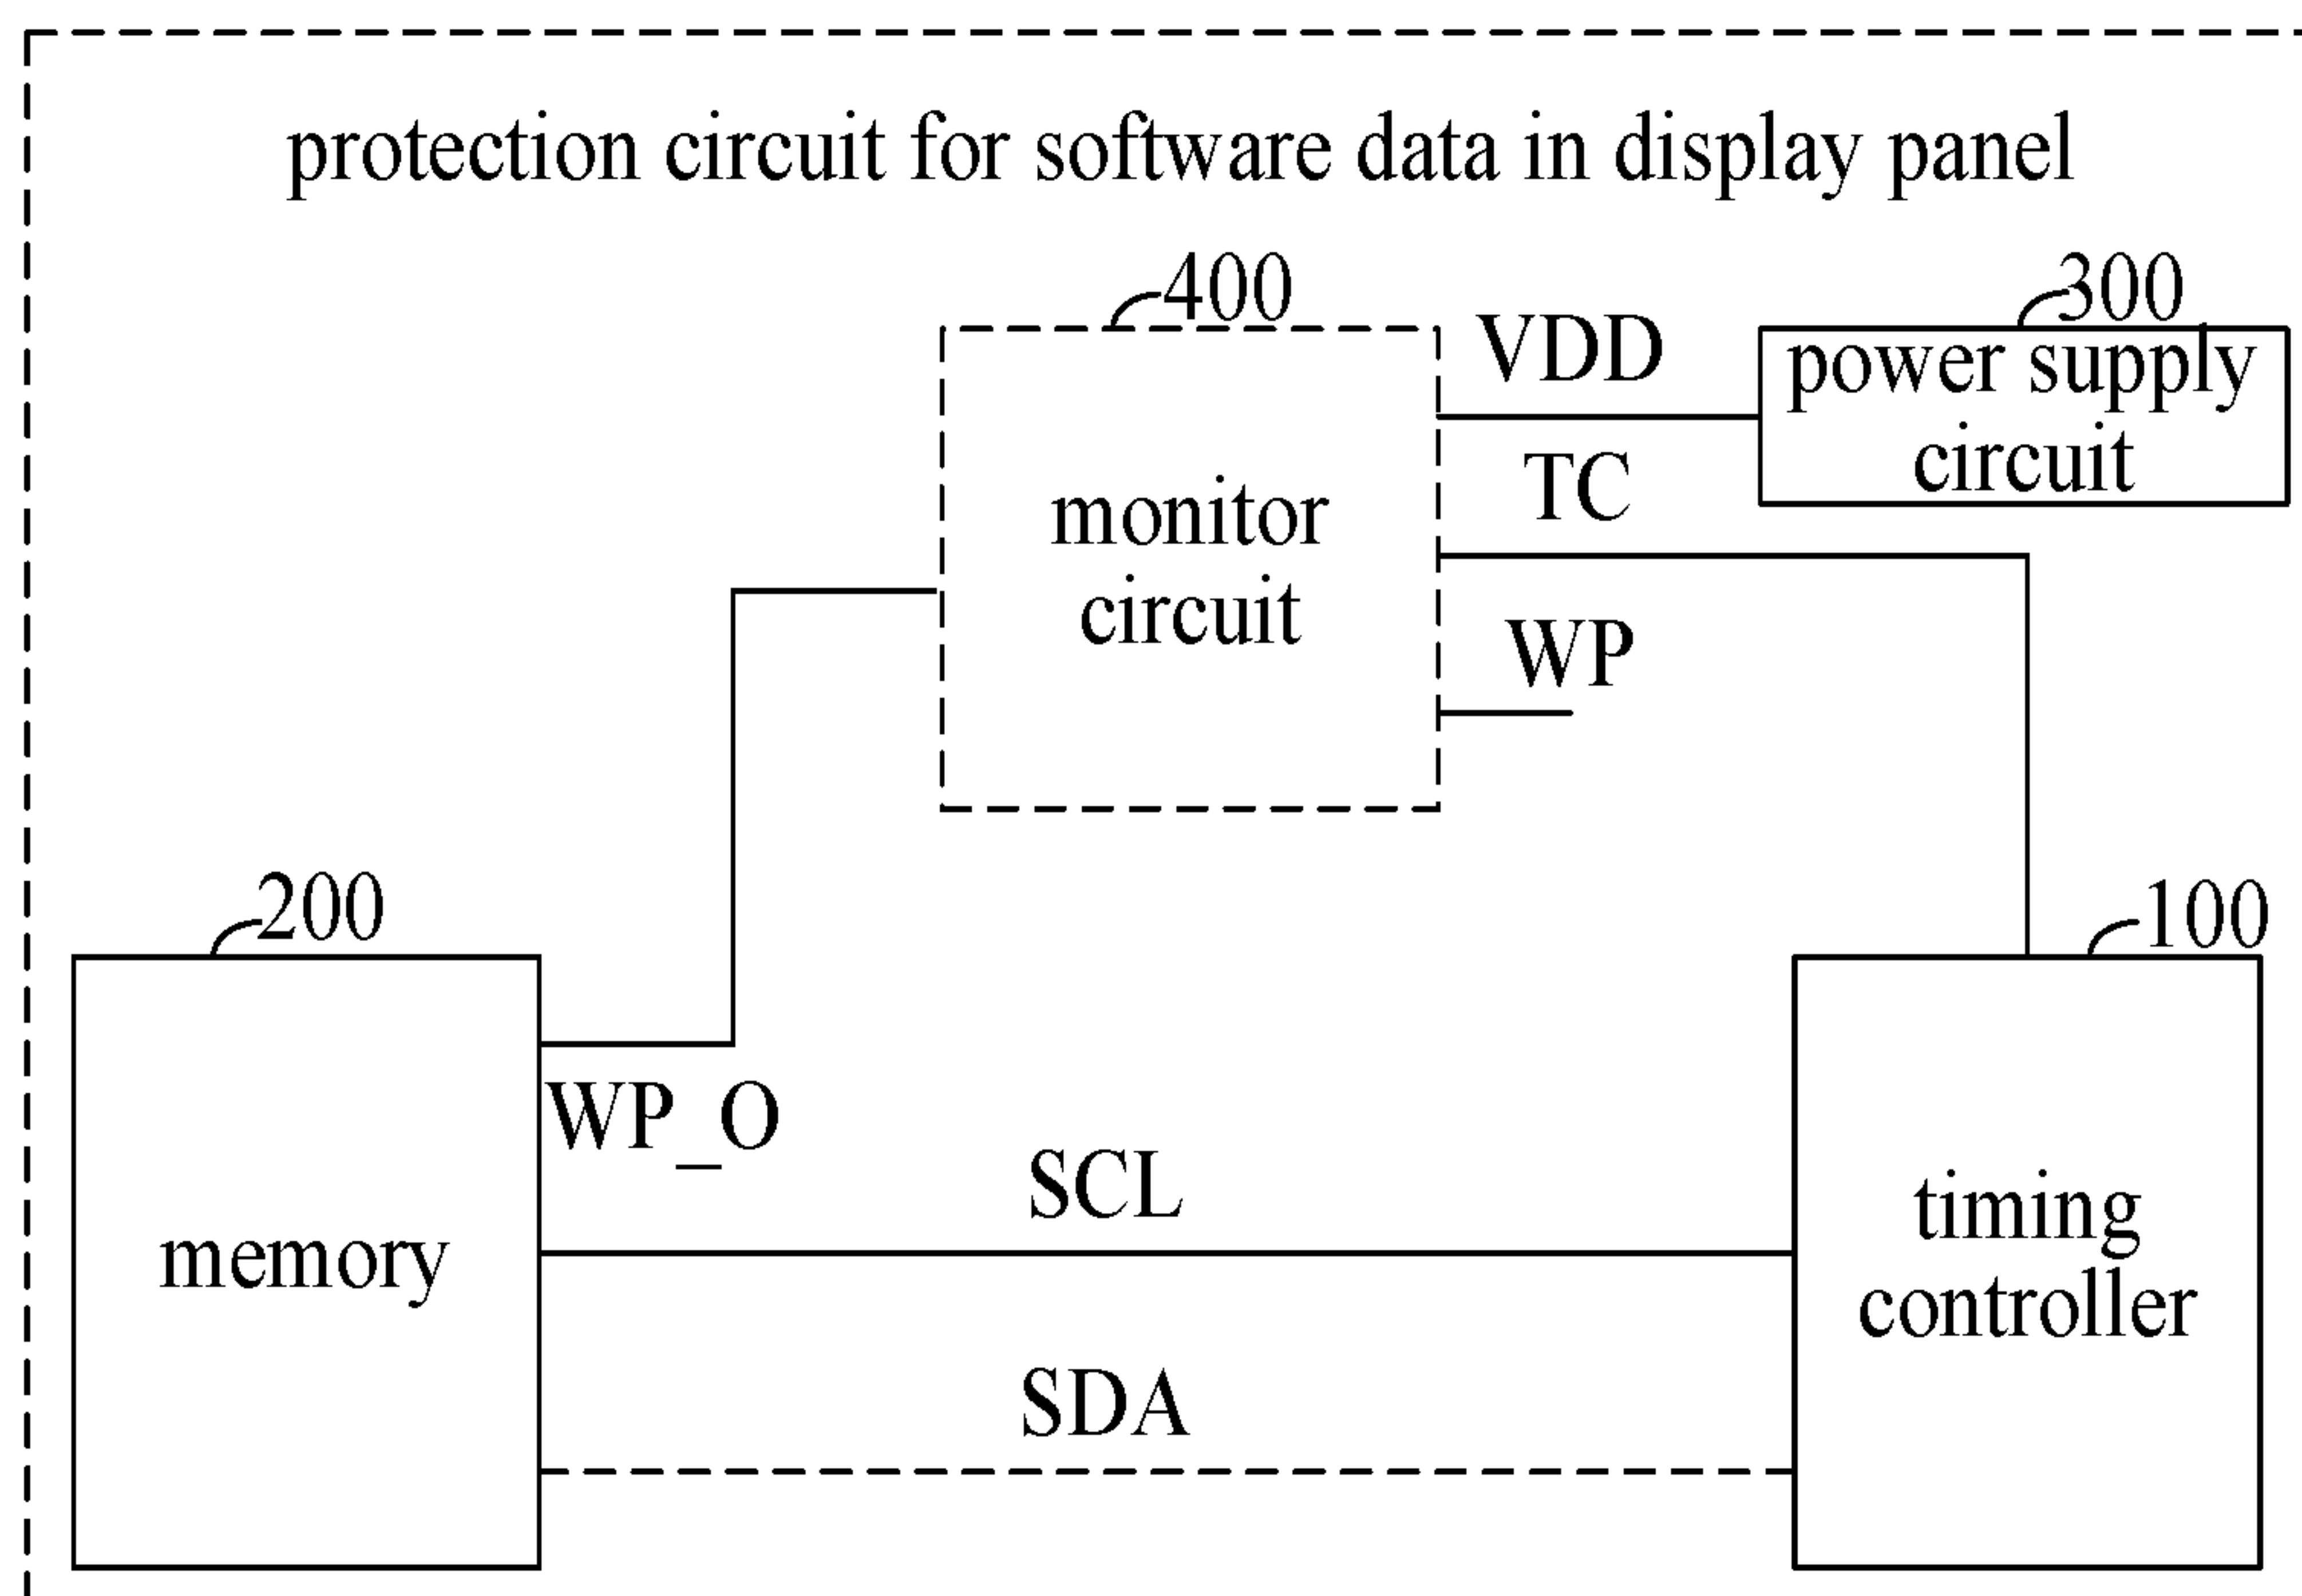 protection circuit for software data in display panel
400
300
VDD
power supply
circuit
TC
monitor
circuit
WP
200
100
WP_O
SCL
memory
timing
controller
SDA